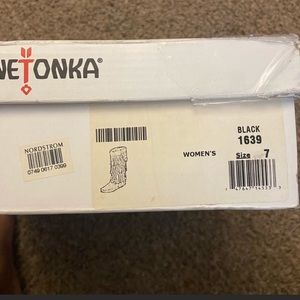 NETONKA®
NORDSTROM
0749 0617 0399
WOMEN'S
BLACK
1639
Size 7